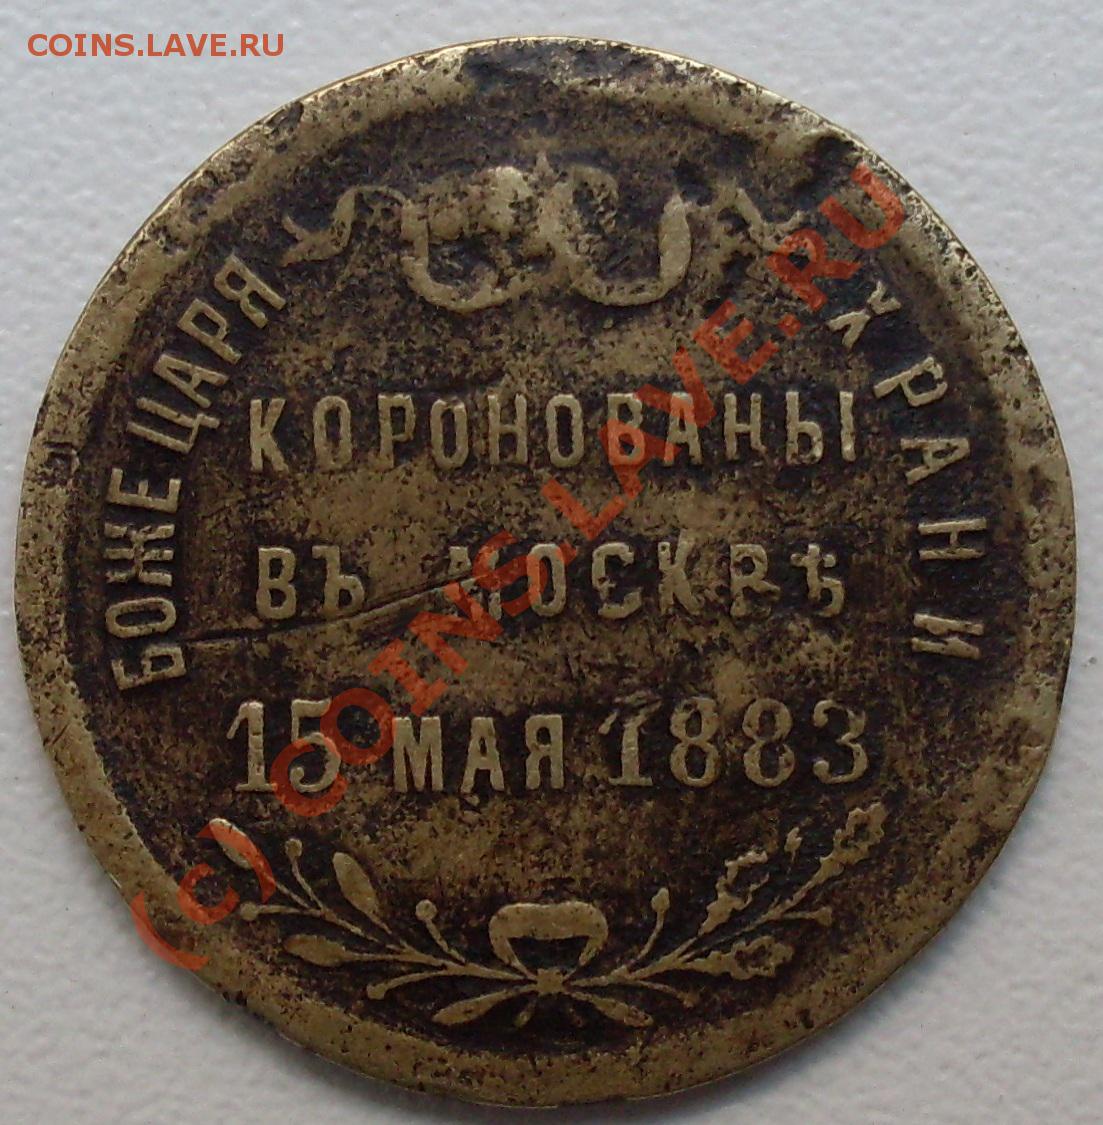 COINS.LAVE.RU
БОЖЕ ЦАРЯ ХРАНИ
КОРОНОВАНЫ
ВЪ МОСКВѢ
15 МАЯ 1883
(c) COINS.LAVE.RU